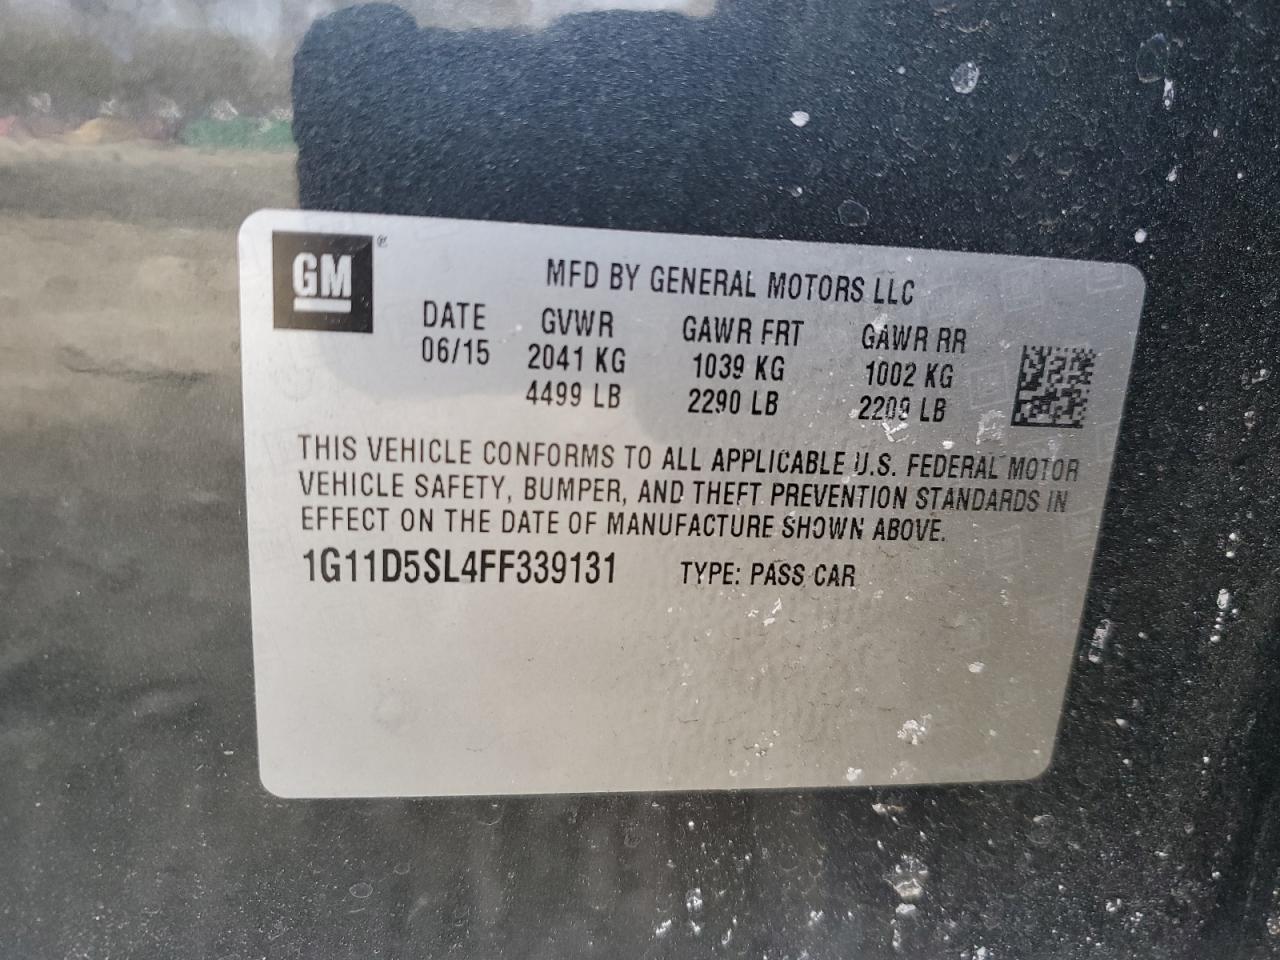 GM ®
MFD BY GENERAL MOTORS LLC
DATE GVWR GAWR FRT GAWR RR
06/15 2041 KG 1039 KG 1002 KG
4499 LB 2290 LB 2209 LB
THIS VEHICLE CONFORMS TO ALL APPLICABLE U.S. FEDERAL MOTOR
VEHICLE SAFETY, BUMPER, AND THEFT PREVENTION STANDARDS IN
EFFECT ON THE DATE OF MANUFACTURE SHOWN ABOVE.
1G11D5SL4FF339131 TYPE: PASS CAR